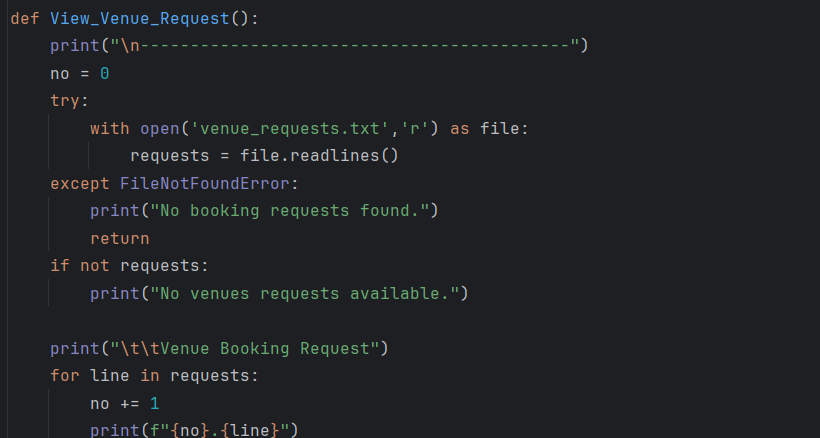 def View_Venue_Request():
    print("\n-------------------------------------------")
    no = 0
    try:
        with open('venue_requests.txt','r') as file:
            requests = file.readlines()
    except FileNotFoundError:
        print("No booking requests found.")
        return
    if not requests:
        print("No venues requests available.")

    print("\t\tVenue Booking Request")
    for line in requests:
        no += 1
        print(f"{no}.{line}")